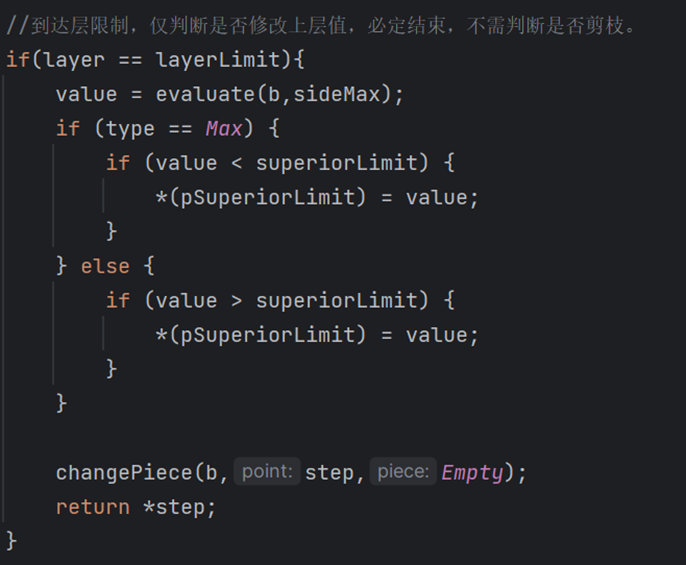 //到达层限制，仅判断是否修改上层值，必定结束，不需判断是否剪枝。
if(layer == layerLimit){
    value = evaluate(b,sideMax);
    if (type == Max) {
        if (value < superiorLimit) {
            *(pSuperiorLimit) = value;
        }
    } else {
        if (value > superiorLimit) {
            *(pSuperiorLimit) = value;
        }
    }

    changePiece(b, point: step, piece: Empty);
    return *step;
}